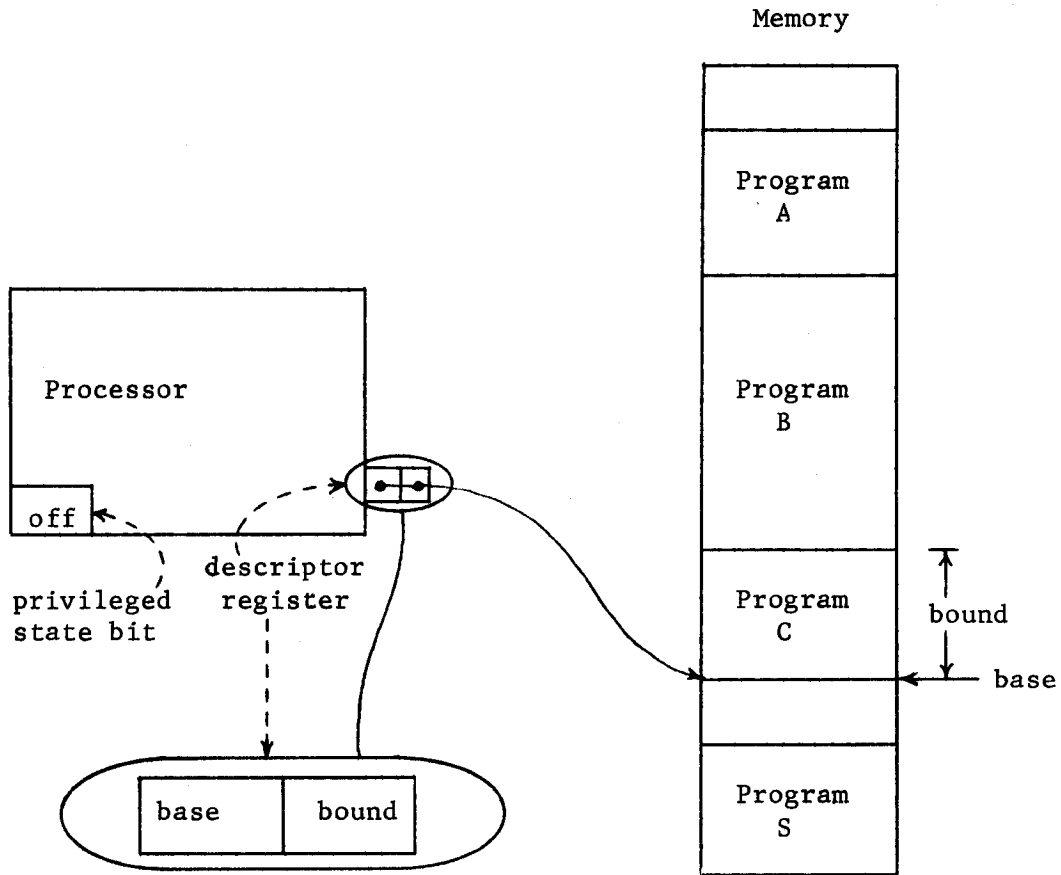 Memory
Program
A
Processor
Program
B
off
descriptor
register
privileged
state bit
Program
C
bound
base
base
bound
Program
S